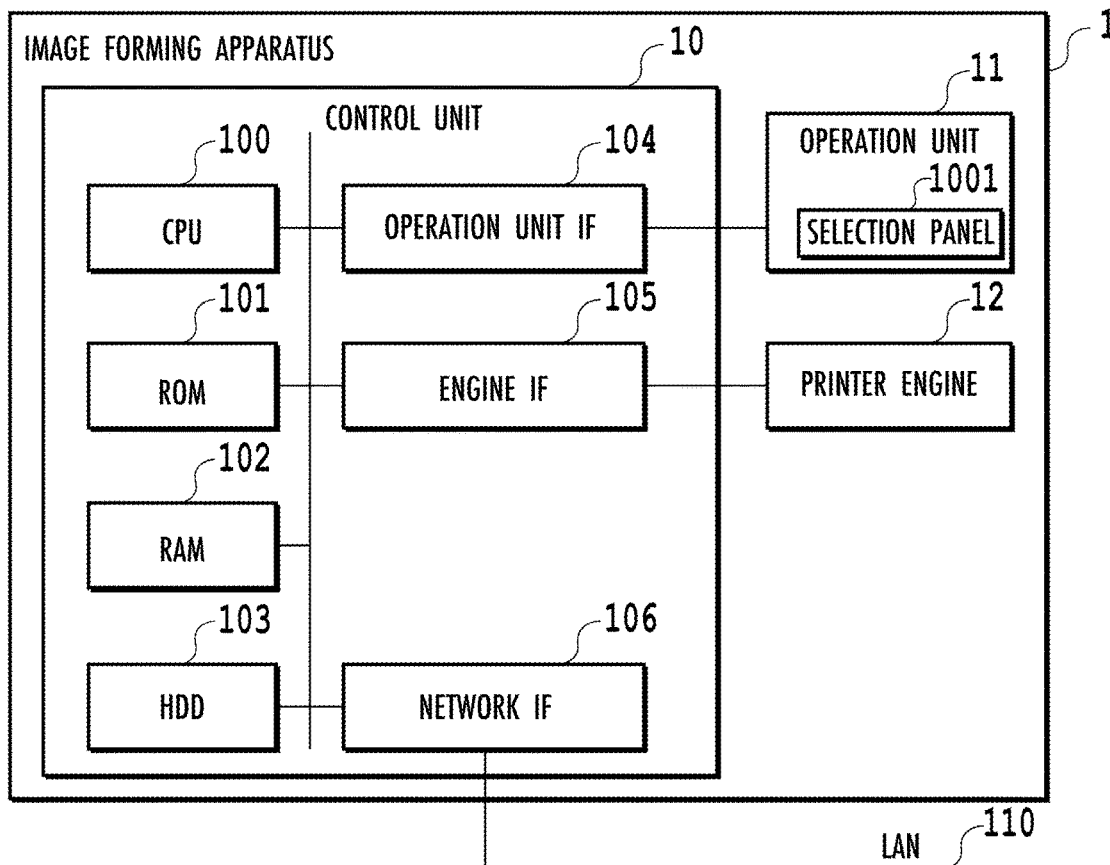 1
IMAGE FORMING APPARATUS
10
11
CONTROL UNIT
OPERATION UNIT
100
104
1001
CPU
OPERATION UNIT IF
SELECTION PANEL
101
105
12
ROM
ENGINE IF
PRINTER ENGINE
102
RAM
103
106
HDD
NETWORK IF
110
LAN